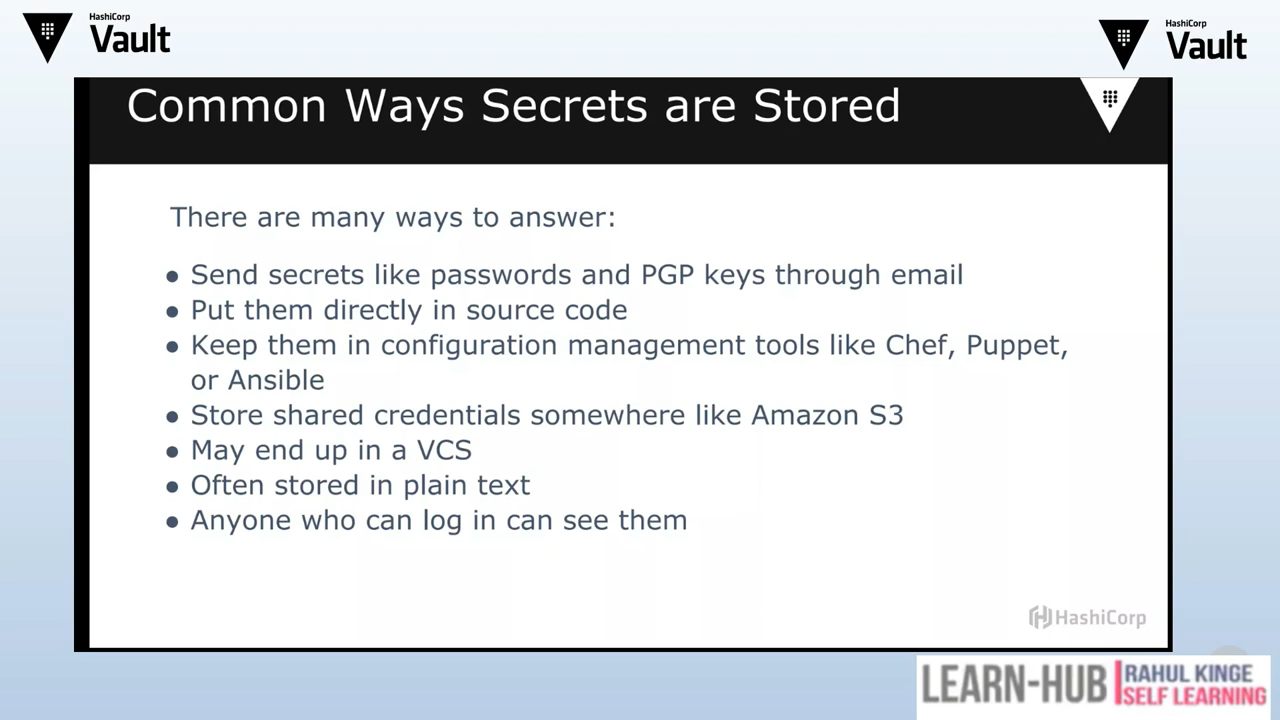 HashiCorp
Vault
HashiCorp
Vault
Common Ways Secrets are Stored
There are many ways to answer:
● Send secrets like passwords and PGP keys through email
● Put them directly in source code
● Keep them in configuration management tools like Chef, Puppet,
or Ansible
● Store shared credentials somewhere like Amazon S3
● May end up in a VCS
● Often stored in plain text
● Anyone who can log in can see them
HashiCorp
LEARN-HUB
RAHUL KINGE
SELF LEARNING